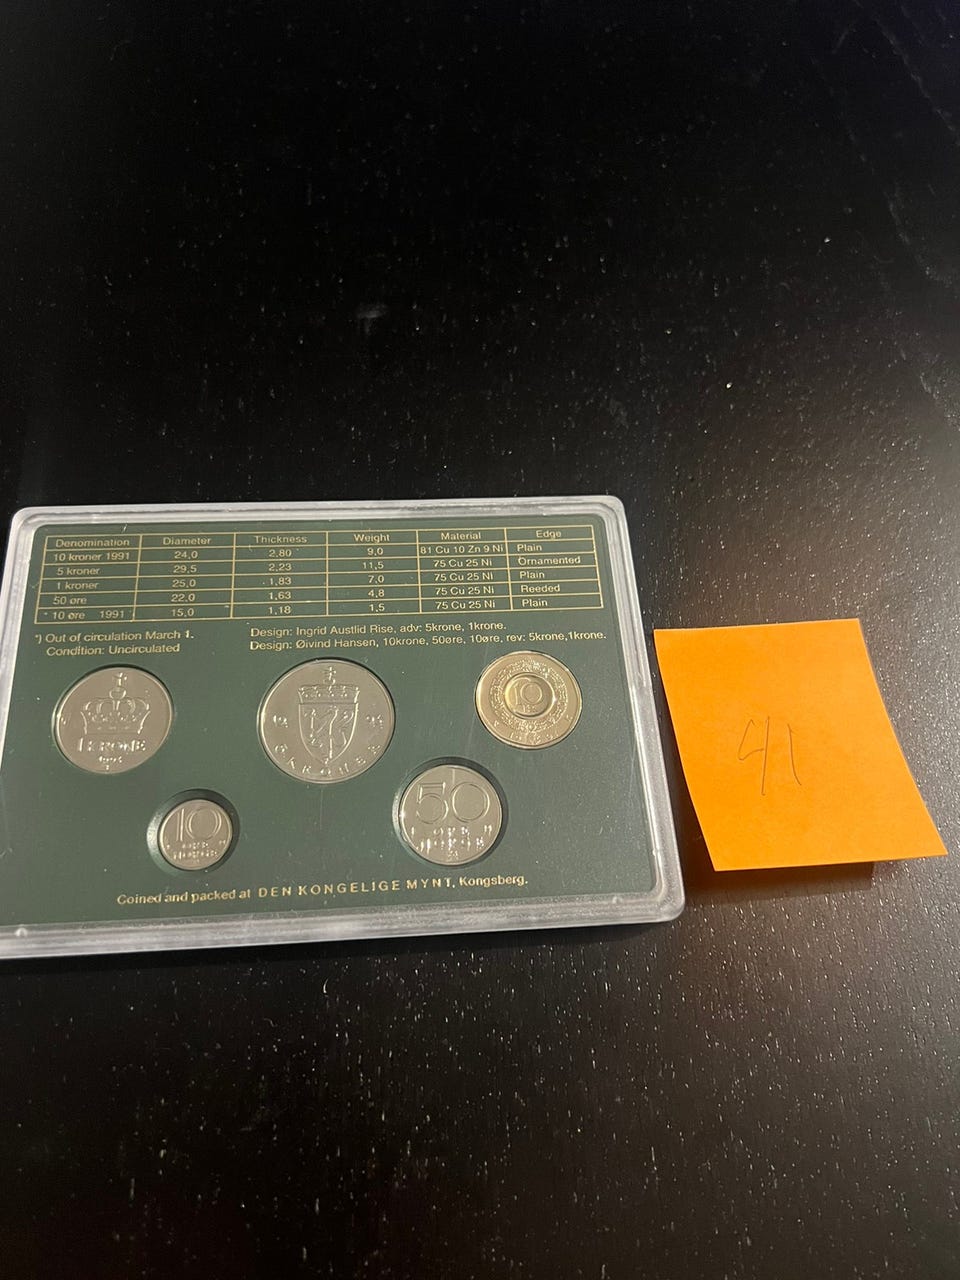 Denomination Diameter Thickness Weight Material Edge
10 kroner 1991 24,0 2,80 9,0 81 Cu 10 Zn 9 Ni Plain
5 kroner 29,5 2,23 11,5 75 Cu 25 Ni Ornamented
1 kroner 25,0 1,83 7,0 75 Cu 25 Ni Plain
50 øre 22,0 1,63 4,8 75 Cu 25 Ni Reeded
* 10 øre 1991 15,0 1,18 1,5 75 Cu 25 Ni Plain
*) Out of circulation March 1.
Condition: Uncirculated
Design: Ingrid Austlid Rise, adv: 5krone, 1krone.
Design: Øivind Hansen, 10krone, 50øre, 10øre, rev: 5krone,1krone.
1 KRONE
5 KRONER
10
10
ØRE
NORGE
50
ØRE
NORGE
Coined and packed at DEN KONGELIGE MYNT, Kongsberg.
41